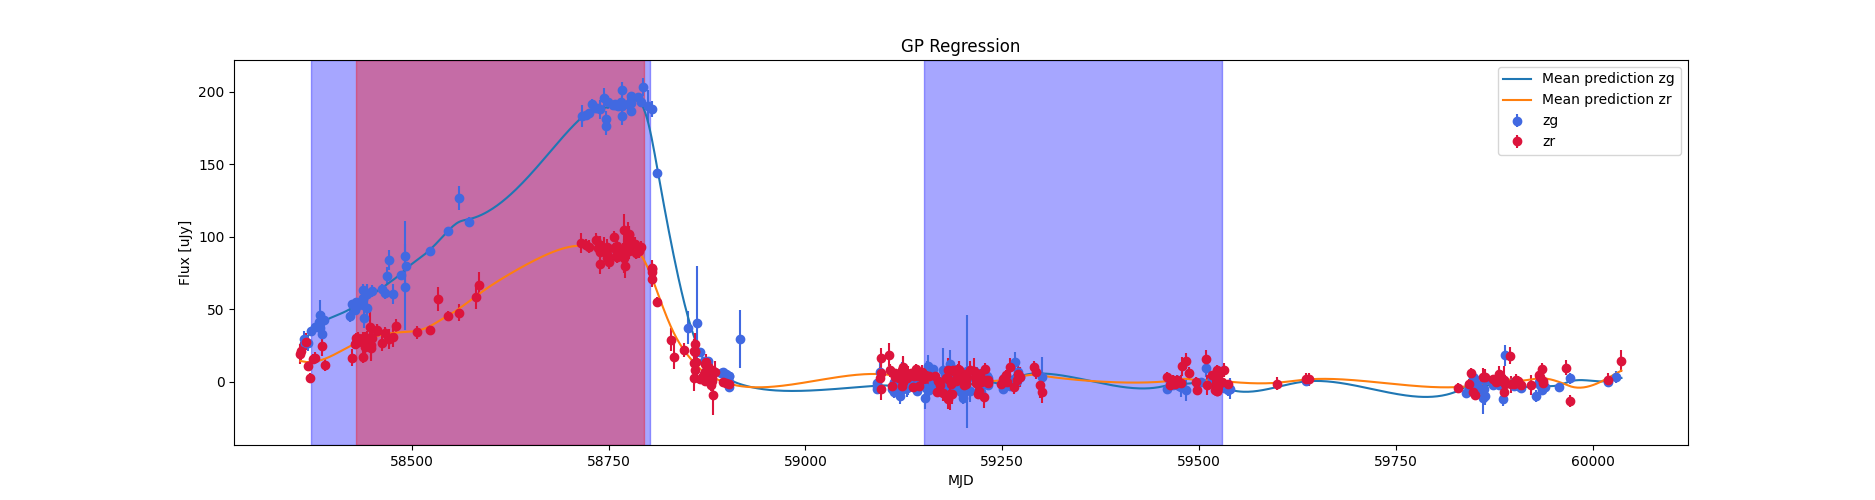 GP Regression
Mean prediction zg
Mean prediction zr
zg
zr
Flux [uJy]
200
150
100
50
0
58500
58750
59000
59250
59500
59750
60000
MJD